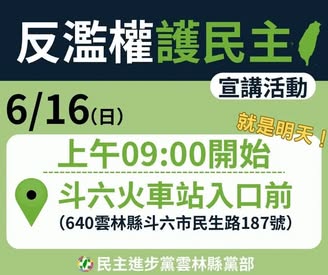 反濫權護民主
宣講活動
6/16(日)
就是明天！
上午09:00開始
斗六火車站入口前
（640雲林縣斗六市民生路187號）
民主進步黨雲林縣黨部